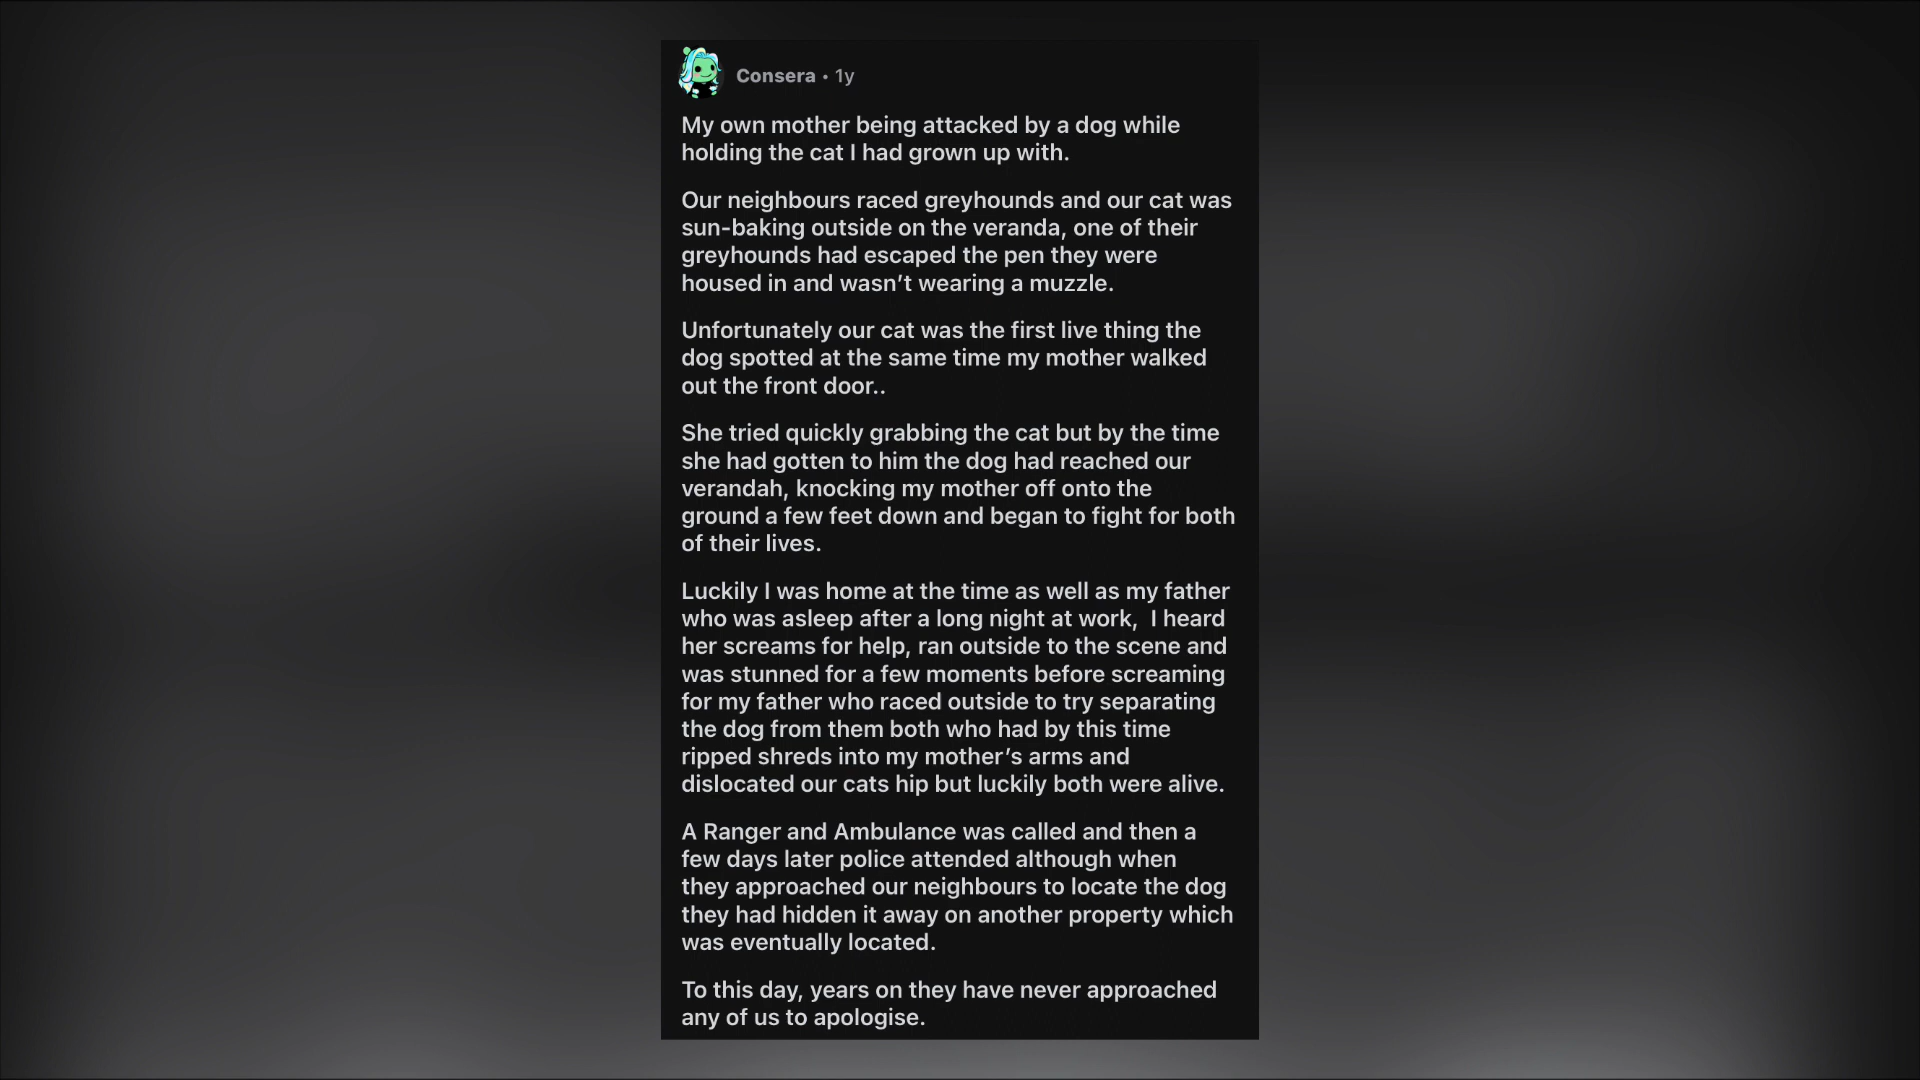 Consera • 1y
My own mother being attacked by a dog while
holding the cat I had grown up with.
Our neighbours raced greyhounds and our cat was
sun-baking outside on the veranda, one of their
greyhounds had escaped the pen they were
housed in and wasn’t wearing a muzzle.
Unfortunately our cat was the first live thing the
dog spotted at the same time my mother walked
out the front door..
She tried quickly grabbing the cat but by the time
she had gotten to him the dog had reached our
verandah, knocking my mother off onto the
ground a few feet down and began to fight for both
of their lives.
Luckily I was home at the time as well as my father
who was asleep after a long night at work,  I heard
her screams for help, ran outside to the scene and
was stunned for a few moments before screaming
for my father who raced outside to try separating
the dog from them both who had by this time
ripped shreds into my mother’s arms and
dislocated our cats hip but luckily both were alive.
A Ranger and Ambulance was called and then a
few days later police attended although when
they approached our neighbours to locate the dog
they had hidden it away on another property which
was eventually located.
To this day, years on they have never approached
any of us to apologise.